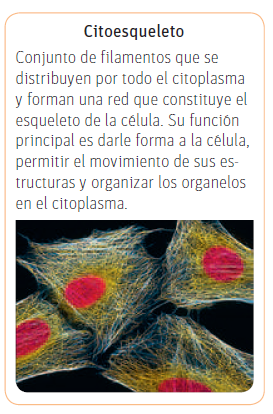 Citoesqueleto
Conjunto de filamentos que se
distribuyen por todo el citoplasma
y forman una red que constituye el
esqueleto de la célula. Su función
principal es darle forma a la célula,
permitir el movimiento de sus es-
tructuras y organizar los organelos
en el citoplasma.